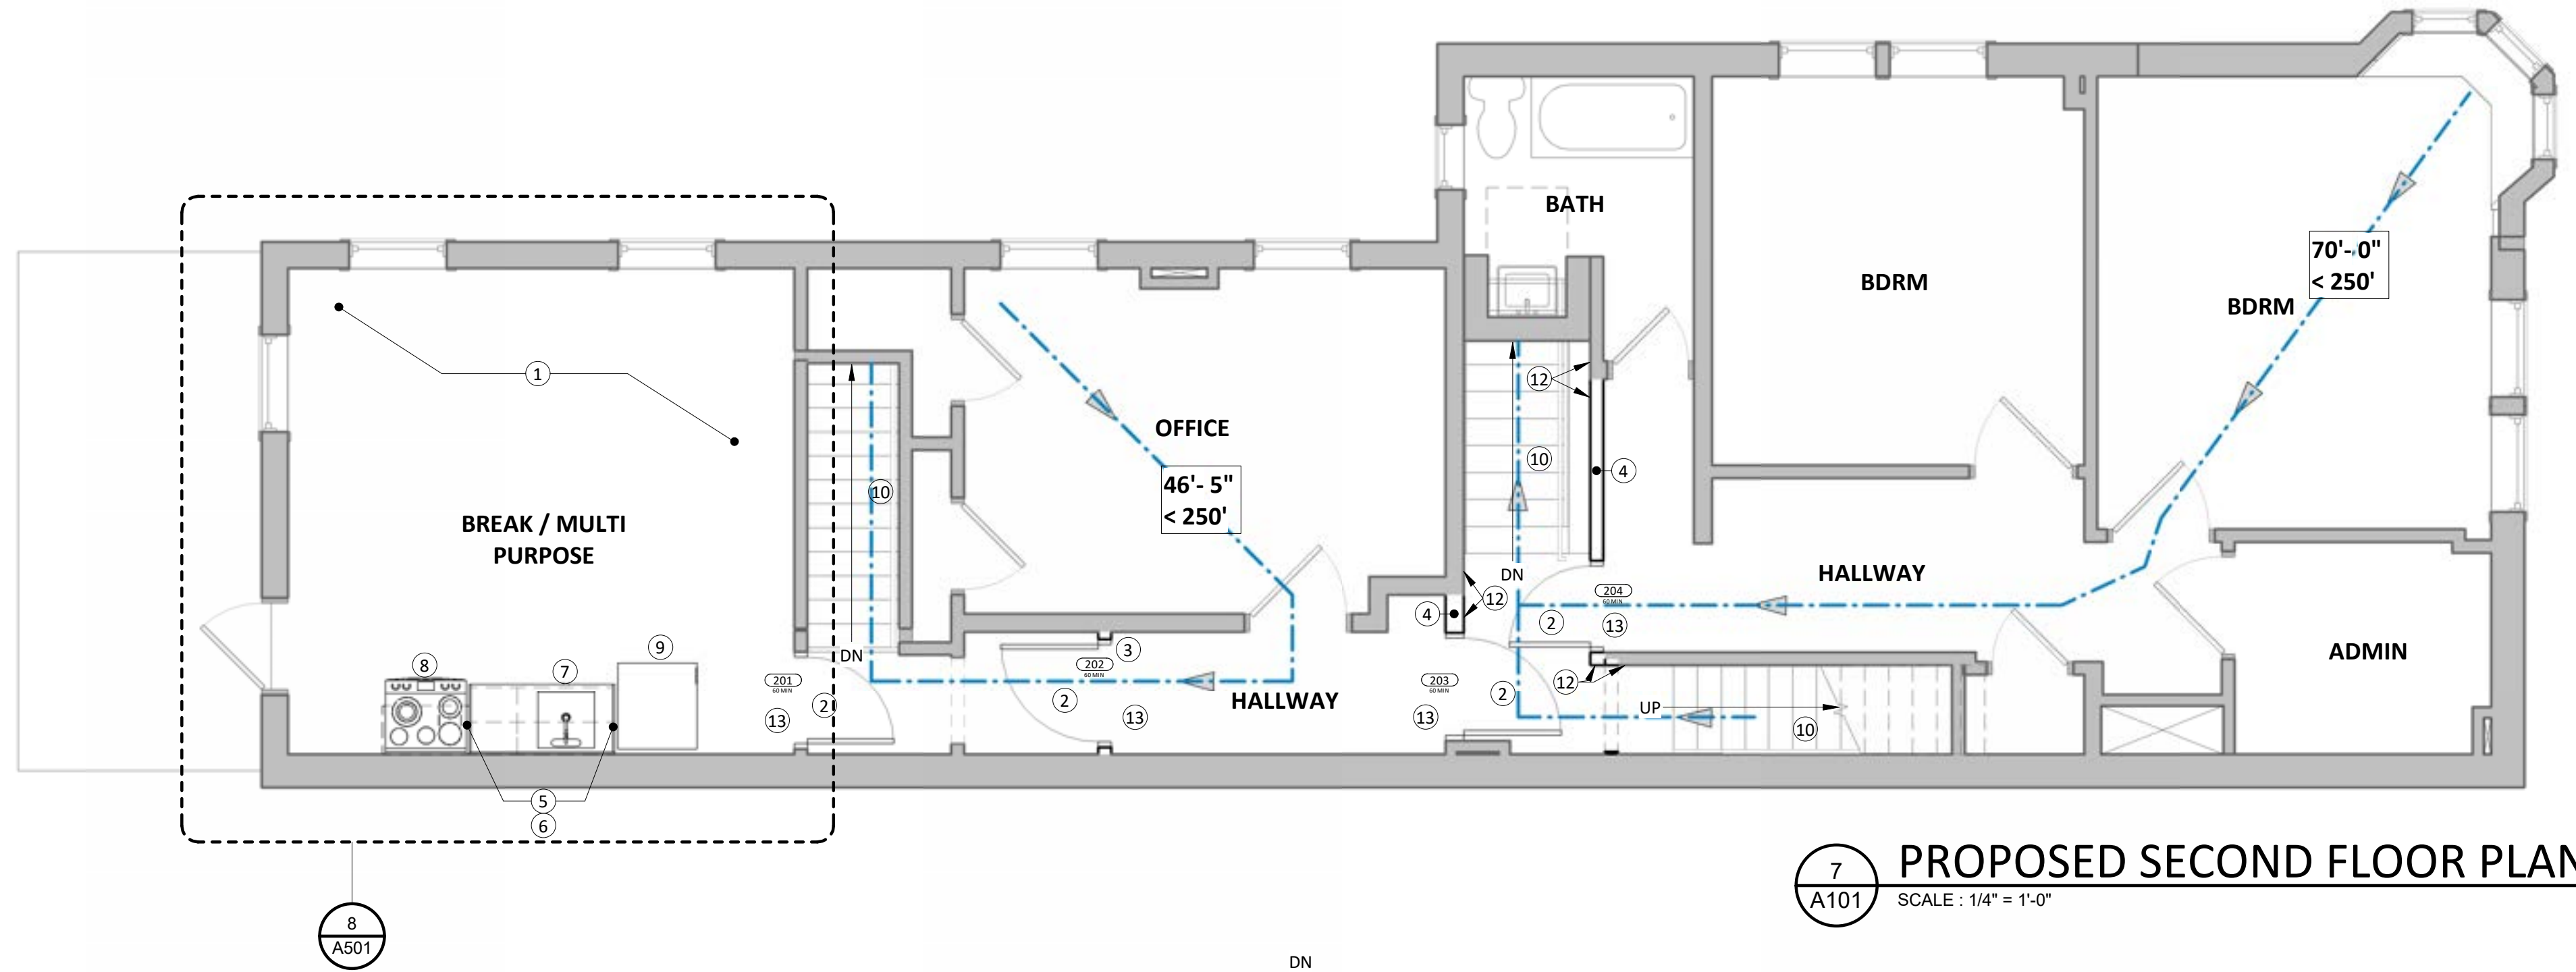 BATH
BDRM
BDRM
70'- 0"
< 250'
1
12
OFFICE
10
4
46'- 5"
< 250'
10
BREAK / MULTI
PURPOSE
DN
HALLWAY
12
204
60 MIN
4
2
13
DN
3
9
8
7
202
60 MIN
201
60 MIN
203
60 MIN
12
ADMIN
2
13
2
HALLWAY
13
2
13
UP
10
5
6
7
A101
PROPOSED SECOND FLOOR PLAN
SCALE : 1/4" = 1'-0"
8
A501
DN